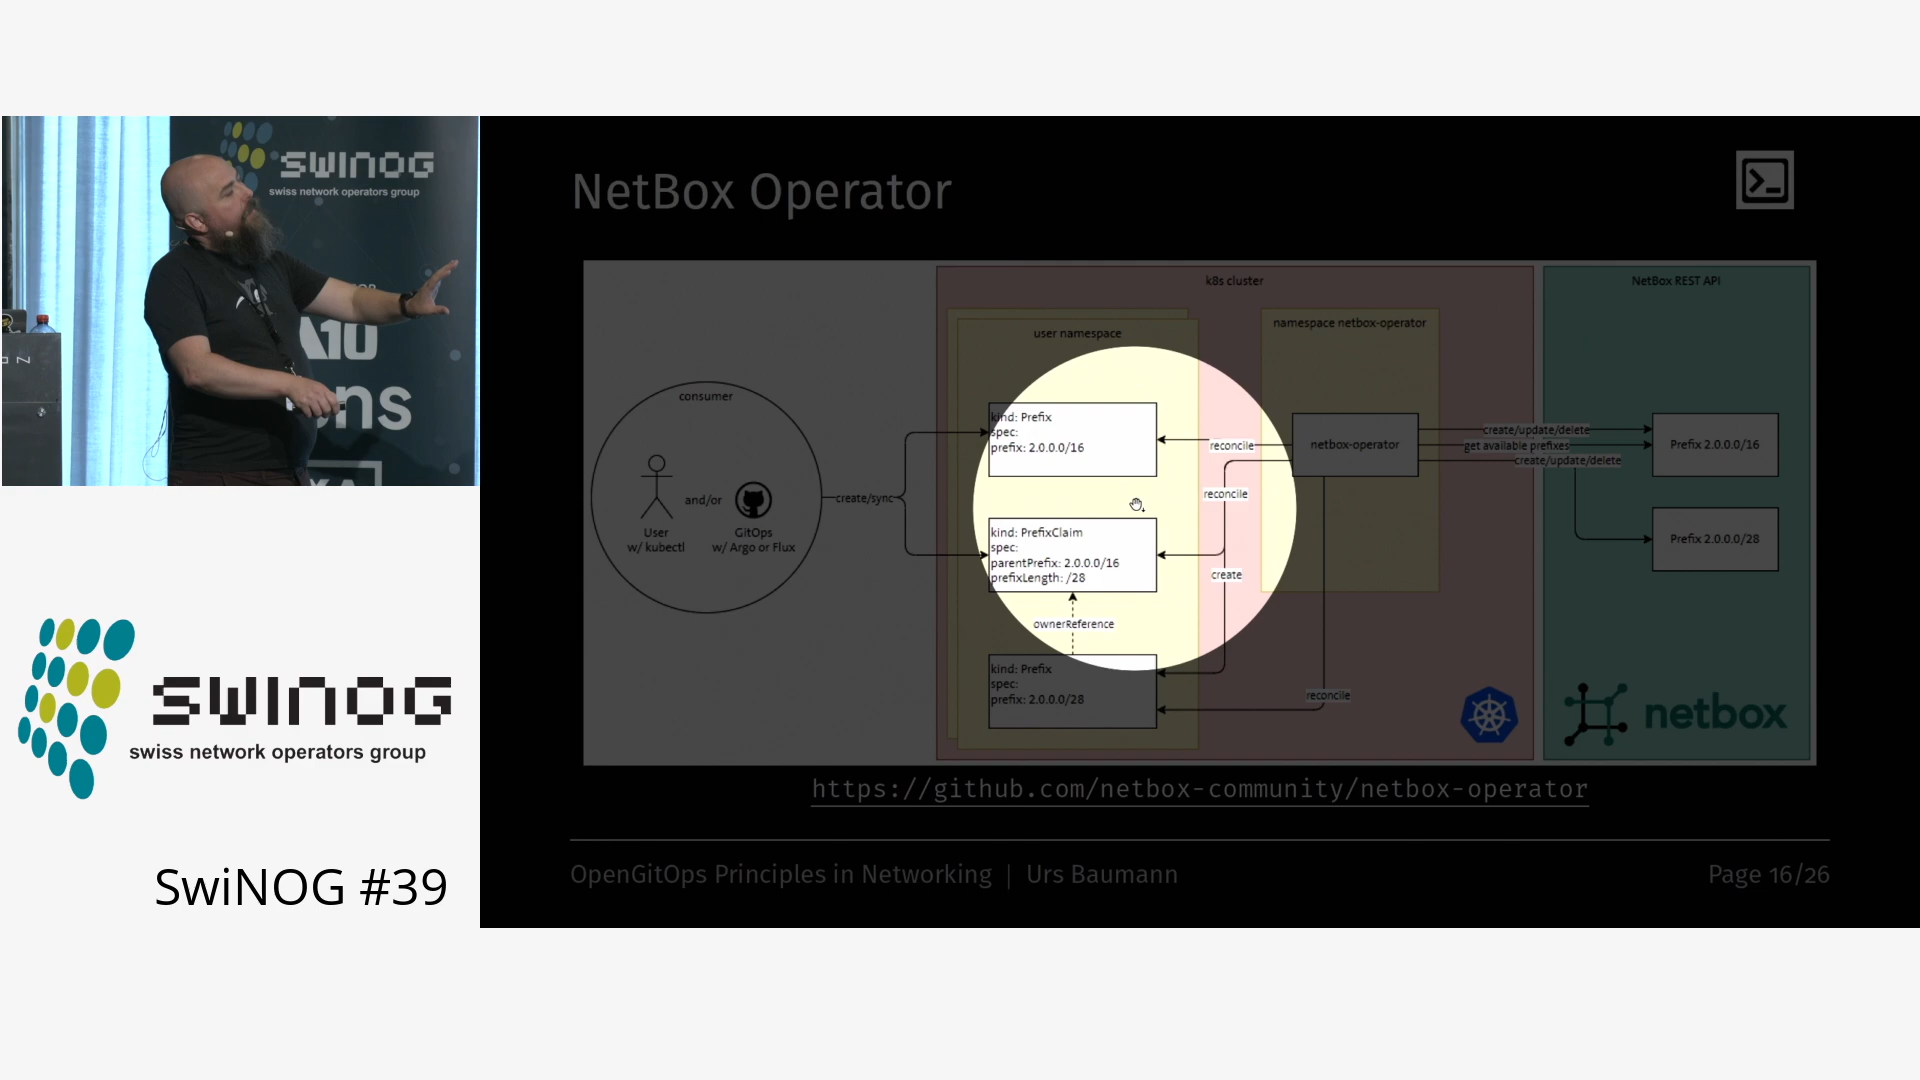 swinog
swiss network operators group
A10
ns
swinog
swiss network operators group
SwiNOG #39
NetBox Operator
consumer
User
w/ kubectl
and/or
GitOps
w/ Argo or Flux
create/sync
k8s cluster
user namespace
kind: Prefix
spec:
prefix: 2.0.0.0/16
kind: PrefixClaim
spec:
parentPrefix: 2.0.0.0/16
prefixLength: /28
ownerReference
kind: Prefix
spec:
prefix: 2.0.0.0/28
reconcile
reconcile
create
reconcile
namespace netbox-operator
netbox-operator
create/update/delete
get available prefixes
create/update/delete
NetBox REST API
Prefix 2.0.0.0/16
Prefix 2.0.0.0/28
netbox
https://github.com/netbox-community/netbox-operator
OpenGitOps Principles in Networking | Urs Baumann
Page 16/26